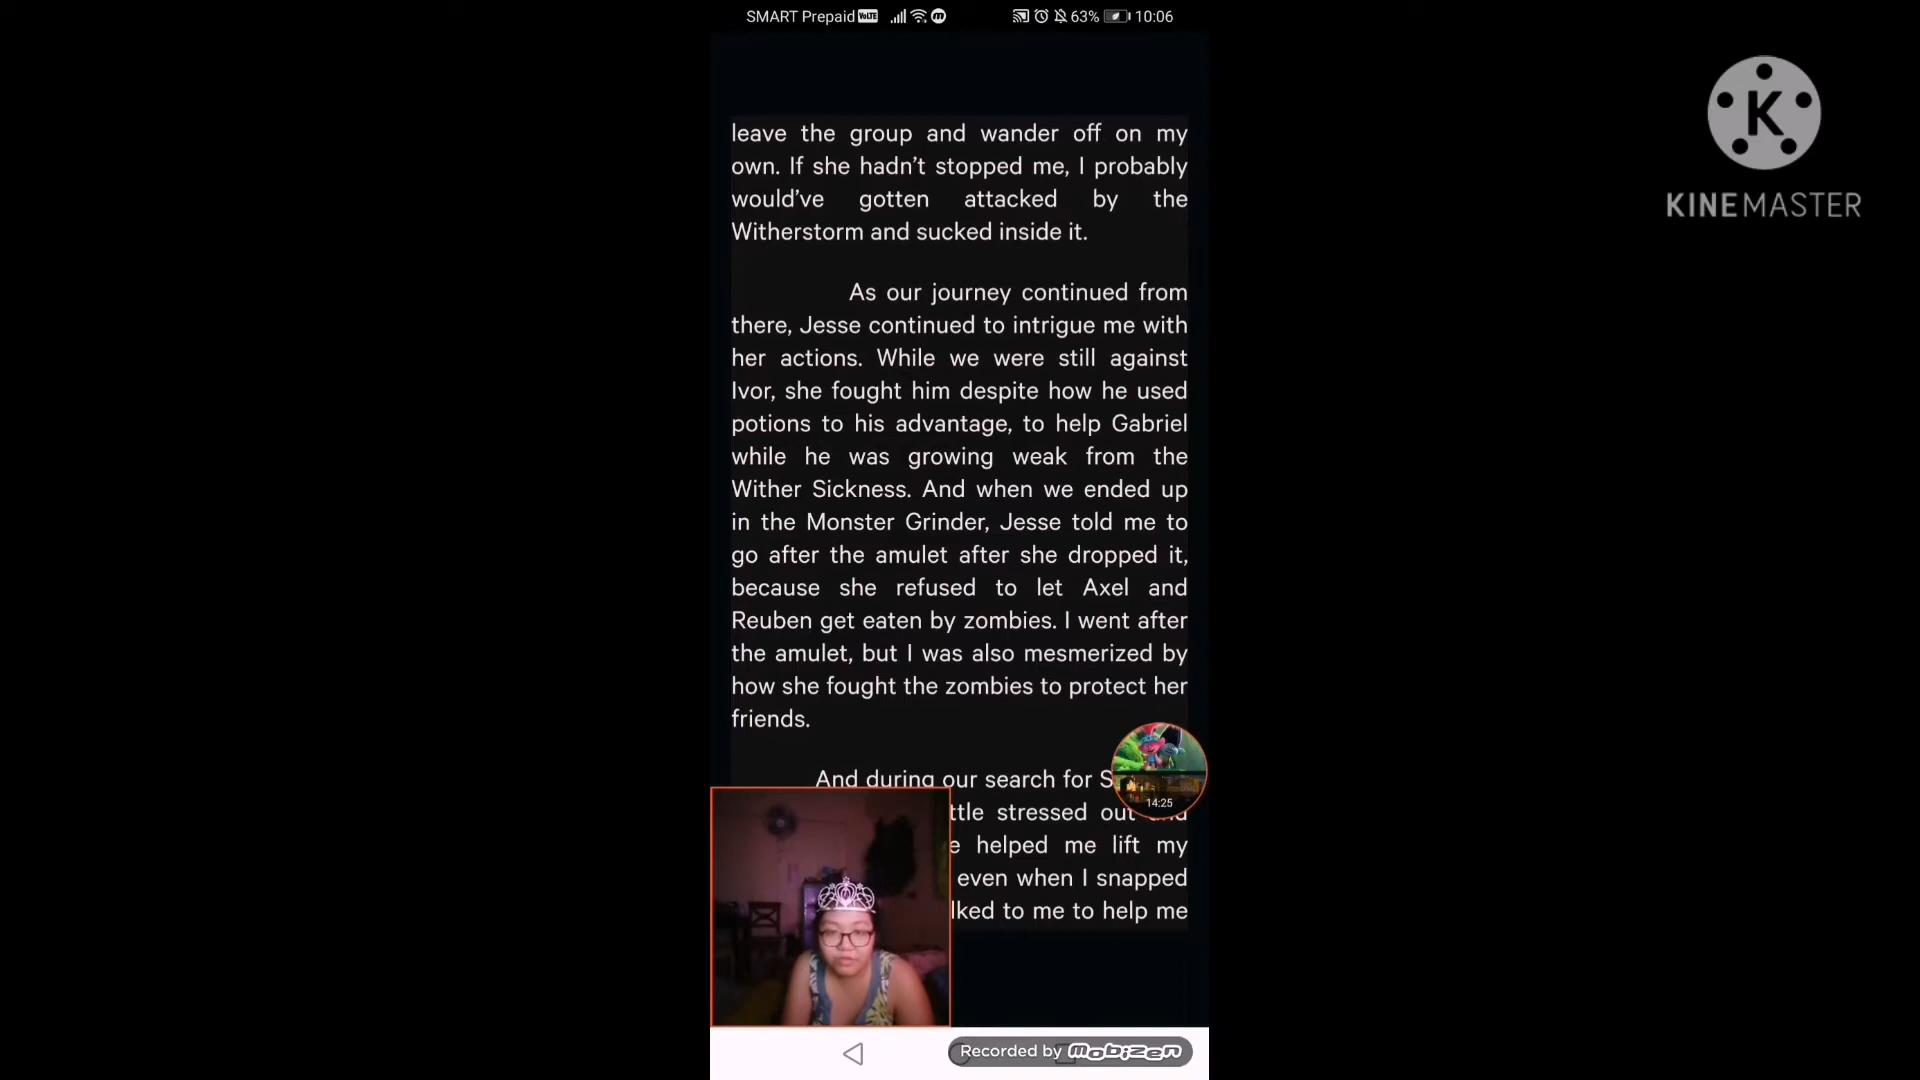 SMART Prepaid VoLTE 63% 10:06
K
KINEMASTER
leave the group and wander off on my
own. If she hadn’t stopped me, I probably
would’ve gotten attacked by the
Witherstorm and sucked inside it.
As our journey continued from
there, Jesse continued to intrigue me with
her actions. While we were still against
Ivor, she fought him despite how he used
potions to his advantage, to help Gabriel
while he was growing weak from the
Wither Sickness. And when we ended up
in the Monster Grinder, Jesse told me to
go after the amulet after she dropped it,
because she refused to let Axel and
Reuben get eaten by zombies. I went after
the amulet, but I was also mesmerized by
how she fought the zombies to protect her
friends.
And during our search for
14:25
stressed out
helped me lift my
even when I snapped
to me to help me
Recorded by mobizen